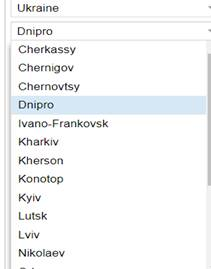 Ukraine
Dnipro
Cherkassy
Chernigov
Chernovtsy
Dnipro
Ivano-Frankovsk
Kharkiv
Kherson
Konotop
Kyiv
Lutsk
Lviv
Nikolaev